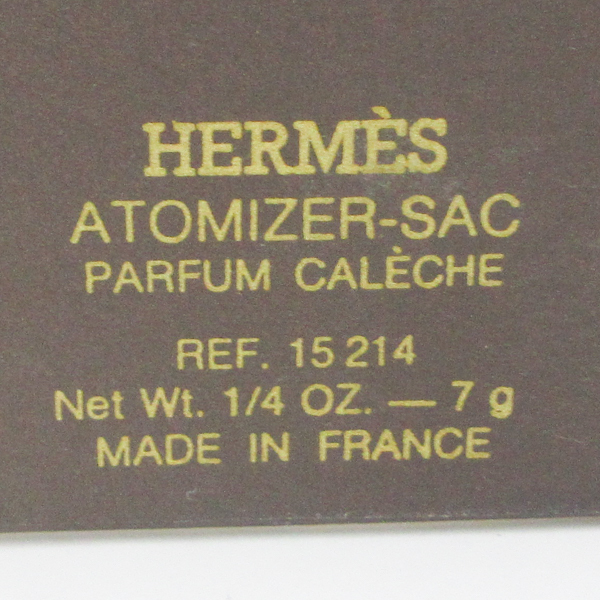 HERMÈS
ATOMIZER-SAC
PARFUM CALÈCHE
REF. 15 214
Net Wt. 1/4 OZ. — 7 g
MADE IN FRANCE